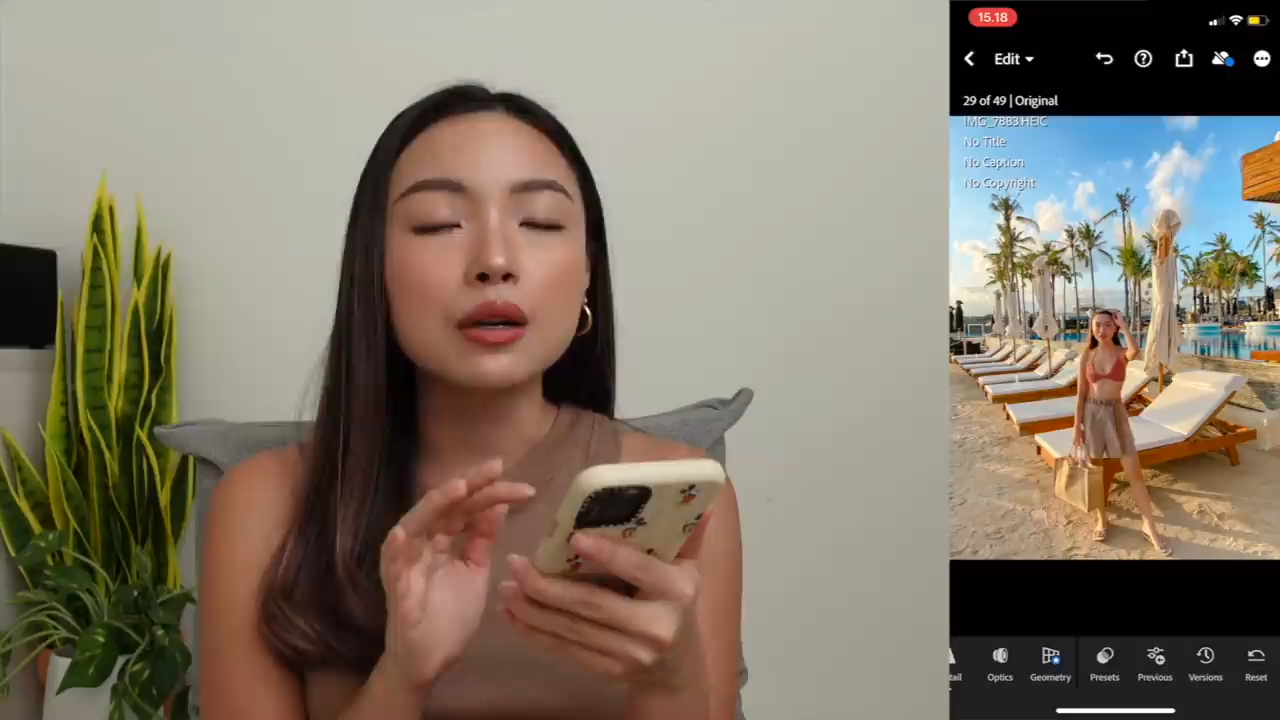 15.18
Edit
29 of 49 | Original
IMG_7883.HEIC
No Title
No Caption
No Copyright
tail
Optics
Geometry
Presets
Previous
Versions
Reset